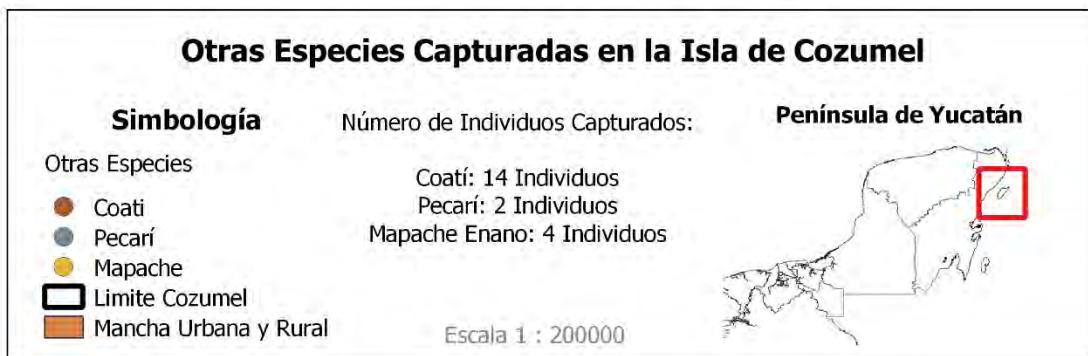 Otras Especies Capturadas en la Isla de Cozumel
Simbología
Otras Especies
Coati
Pecarí
Mapache
Limite Cozumel
Mancha Urbana y Rural
Número de Individuos Capturados:
Coatí: 14 Individuos
Pecarí: 2 Individuos
Mapache Enano: 4 Individuos
Escala 1 : 200000
Península de Yucatán